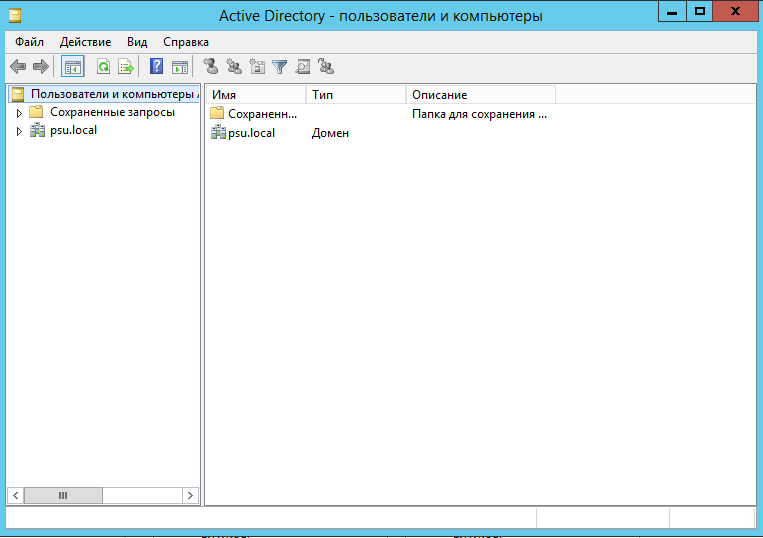 Active Directory - пользователи и компьютеры
Файл Действие Вид Справка
Пользователи и компьютеры
Сохраненные запросы
psu.local
Имя Тип Описание
Сохраненн... Папка для сохранения ...
psu.local Домен